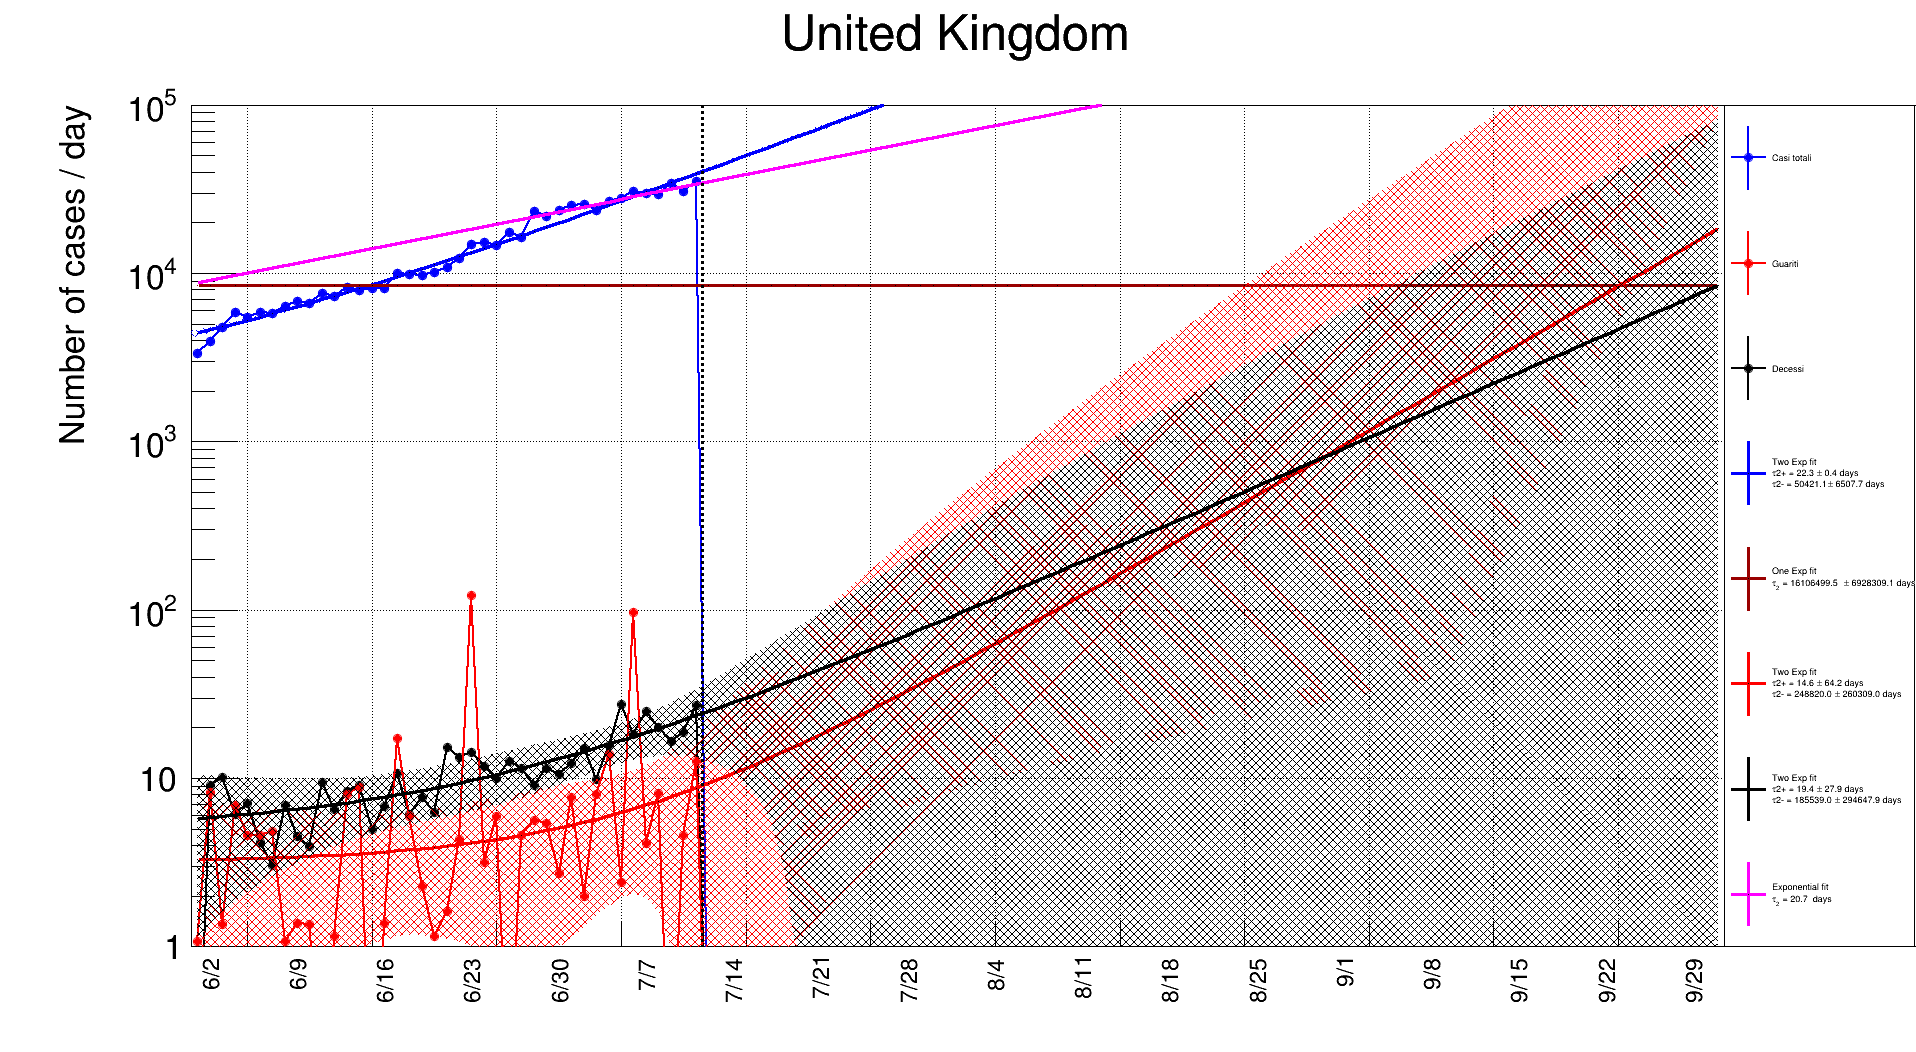 United Kingdom
Number of cases / day
10^5
10^4
10^3
10^2
10
1
6/2 6/9 6/16 6/23 6/30 7/7 7/14 7/21 7/28 8/4 8/11 8/18 8/25 9/1 9/8 9/15 9/22 9/29
Casi totali
Guariti
Decessi
Two Exp fit
τ2+ = 22.3 ± 0.4 days
τ2- = 50421.1 ± 6507.7 days
One Exp fit
τ_2 = 16106499.5 ± 6928309.1 days
Two Exp fit
τ2+ = 14.6 ± 64.2 days
τ2- = 248820.0 ± 260309.0 days
Two Exp fit
τ2+ = 19.4 ± 27.9 days
τ2- = 185539.0 ± 294647.9 days
Exponential fit
τ_2 = 20.7 days